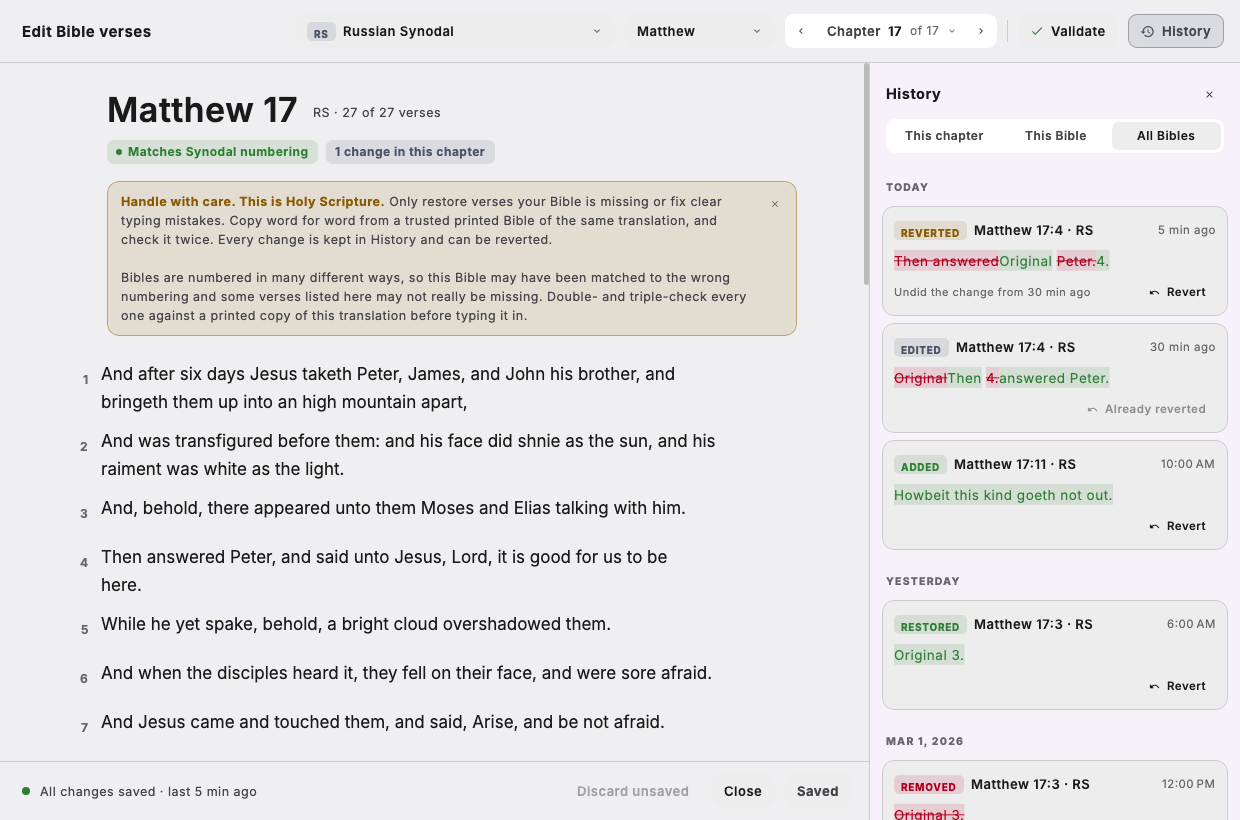 Edit Bible verses
RS Russian Synodal
Matthew
Chapter 17 of 17
Validate
History
Matthew 17 RS · 27 of 27 verses
Matches Synodal numbering
1 change in this chapter
Handle with care. This is Holy Scripture. Only restore verses your Bible is missing or fix clear
typing mistakes. Copy word for word from a trusted printed Bible of the same translation, and
check it twice. Every change is kept in History and can be reverted.
Bibles are numbered in many different ways, so this Bible may have been matched to the wrong
numbering and some verses listed here may not really be missing. Double- and triple-check every
one against a printed copy of this translation before typing it in.
1 And after six days Jesus taketh Peter, James, and John his brother, and
bringeth them up into an high mountain apart,
2 And was transfigured before them: and his face did shnie as the sun, and his
raiment was white as the light.
3 And, behold, there appeared unto them Moses and Elias talking with him.
4 Then answered Peter, and said unto Jesus, Lord, it is good for us to be
here.
5 While he yet spake, behold, a bright cloud overshadowed them.
6 And when the disciples heard it, they fell on their face, and were sore afraid.
7 And Jesus came and touched them, and said, Arise, and be not afraid.
All changes saved · last 5 min ago
Discard unsaved
Close
Saved
History
This chapter
This Bible
All Bibles
TODAY
REVERTED Matthew 17:4 · RS 5 min ago
Then answeredOriginal Peter.4.
Undid the change from 30 min ago Revert
EDITED Matthew 17:4 · RS 30 min ago
OriginalThen 4.answered Peter.
Already reverted
ADDED Matthew 17:11 · RS 10:00 AM
Howbeit this kind goeth not out.
Revert
YESTERDAY
RESTORED Matthew 17:3 · RS 6:00 AM
Original 3.
Revert
MAR 1, 2026
REMOVED Matthew 17:3 · RS 12:00 PM
Original 3.